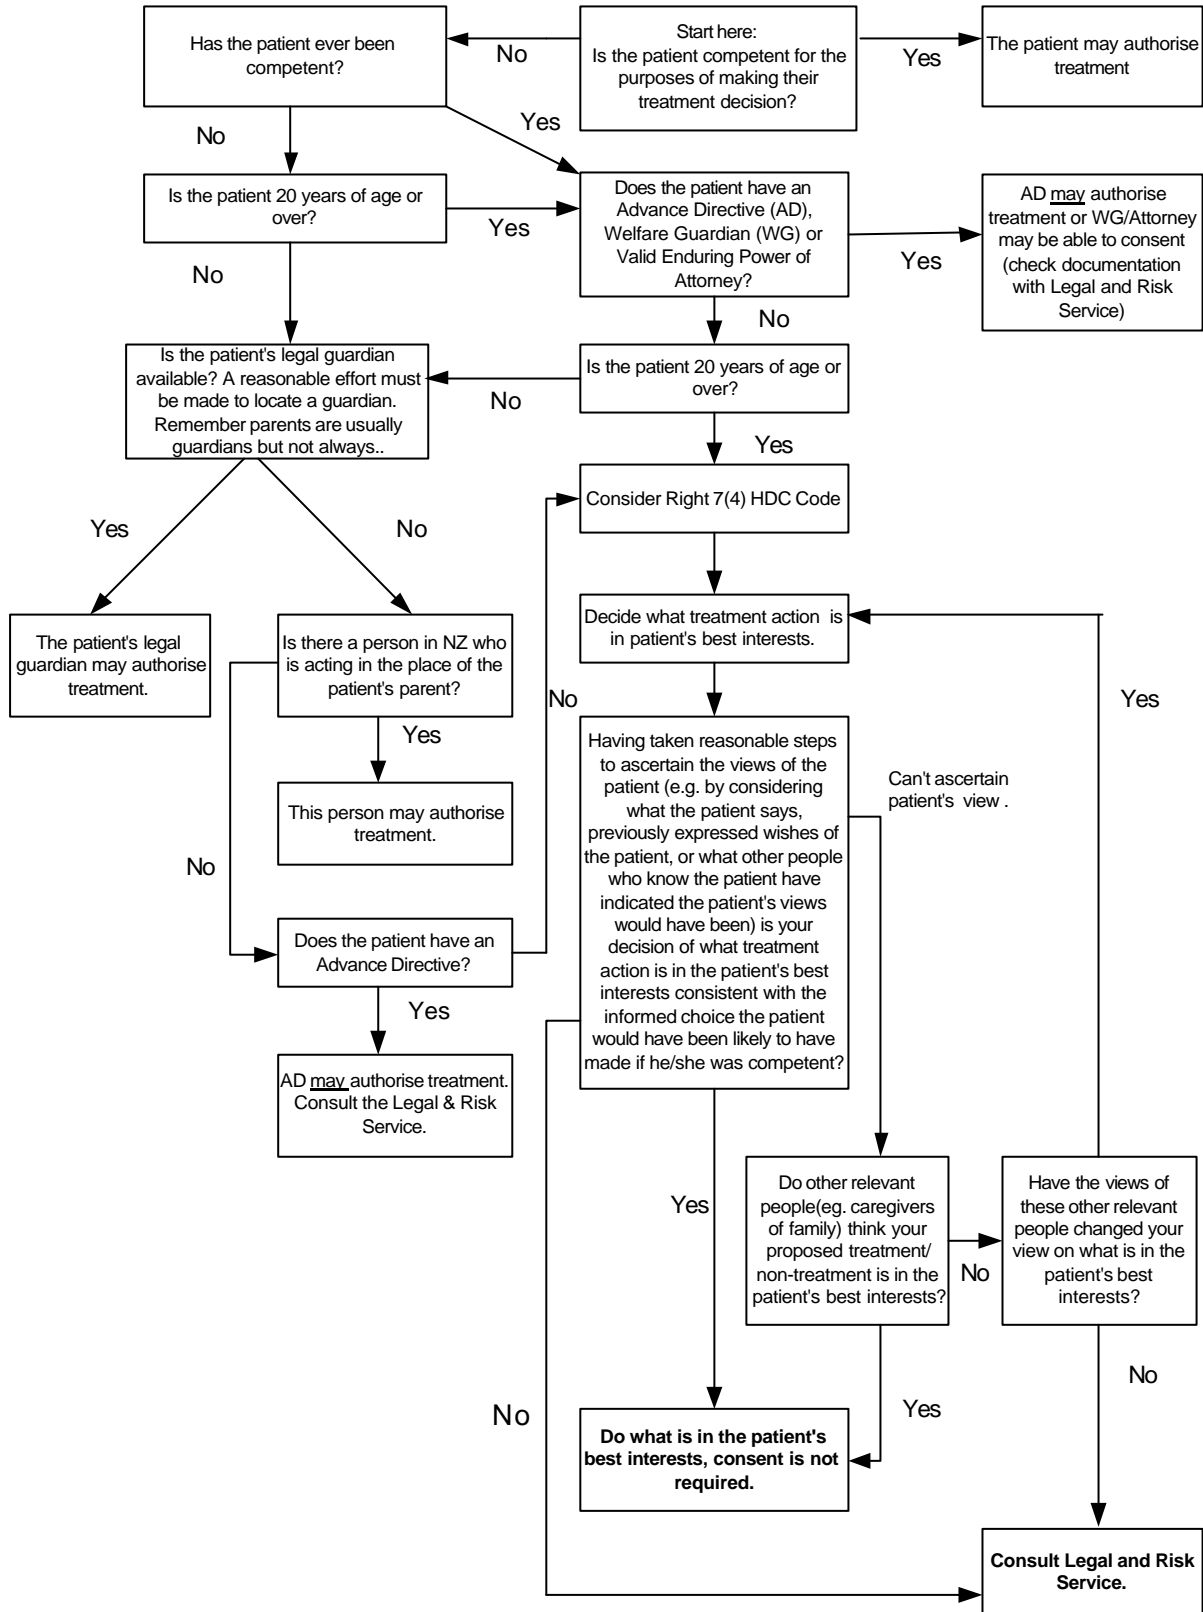 Has the patient ever been
competent?
No
Start here:
Is the patient competent for the
purposes of making their
treatment decision?
Yes
The patient may authorise
treatment
No
Yes
Is the patient 20 years of age or
over?
Yes
Does the patient have an
Advance Directive (AD),
Welfare Guardian (WG) or
Valid Enduring Power of
Attorney?
Yes
AD may authorise
treatment or WG/Attorney
may be able to consent
(check documentation
with Legal and Risk
Service)
No
No
Is the patient's legal guardian
available? A reasonable effort must
be made to locate a guardian.
Remember parents are usually
guardians but not always..
No
Is the patient 20 years of age or
over?
Yes
Consider Right 7(4) HDC Code
Yes
No
Decide what treatment action is
in patient's best interests.
The patient's legal
guardian may authorise
treatment.
Is there a person in NZ who
is acting in the place of the
patient's parent?
No
Yes
Yes
Having taken reasonable steps
to ascertain the views of the
patient (e.g. by considering
what the patient says,
previously expressed wishes of
the patient, or what other people
who know the patient have
indicated the patient's views
would have been) is your
decision of what treatment
action is in the patient's best
interests consistent with the
informed choice the patient
would have been likely to have
made if he/she was competent?
Can't ascertain
patient's view .
This person may authorise
treatment.
No
Does the patient have an
Advance Directive?
Yes
AD may authorise treatment.
Consult the Legal & Risk
Service.
Yes
Do other relevant
people(eg. caregivers
of family) think your
proposed treatment/
non-treatment is in the
patient's best interests?
No
Have the views of
these other relevant
people changed your
view on what is in the
patient's best
interests?
No
Yes
No
Do what is in the patient's
best interests, consent is not
required.
Consult Legal and Risk
Service.